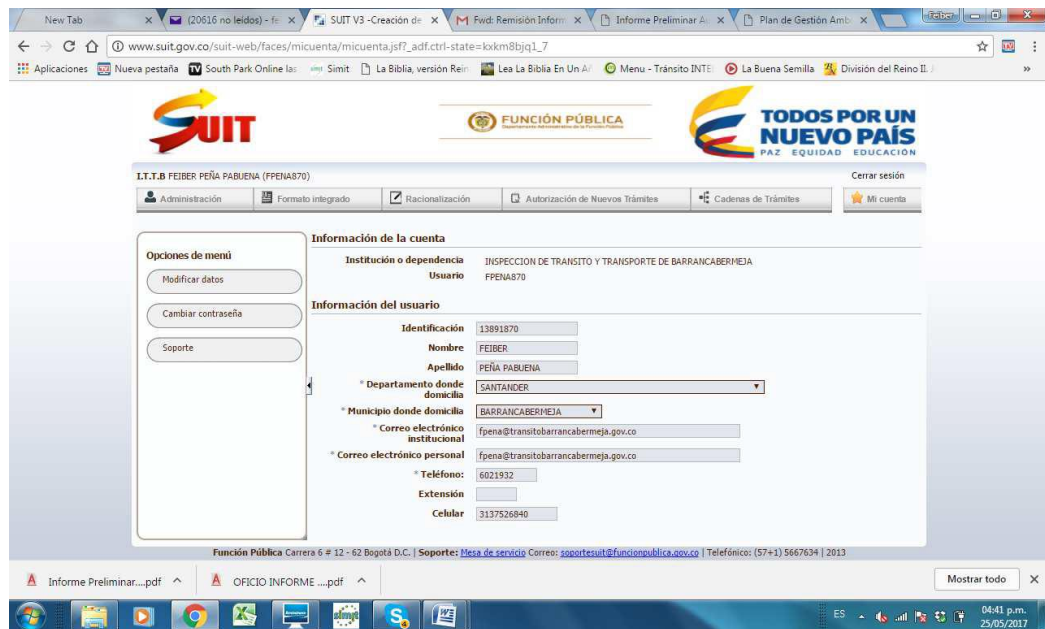 New Tab
(20616 no leídos) - fe
SUIT V3 -Creación de
Fwd: Remisión Inform
Informe Preliminar A
Plan de Gestión Amb
Feiber
www.suit.gov.co/suit-web/faces/micuenta/micuenta.jsf?_adf.ctrl-state=kxkm8bjq1_7
Aplicaciones
Nueva pestaña
South Park Online las
Simit
La Biblia, versión Rein
Lea La Biblia En Un A
Menu - Tránsito INTE
La Buena Semilla
División del Reino II.
SUIT
FUNCIÓN PÚBLICA
Departamento Administrativo de la Función Pública
TODOS POR UN
NUEVO PAÍS
PAZ EQUIDAD EDUCACIÓN
I.T.T.B FEIBER PEÑA PABUENA (FPENA870)
Cerrar sesión
Administración
Formato integrado
Racionalización
Autorización de Nuevos Trámites
Cadenas de Trámites
Mi cuenta
Opciones de menú
Modificar datos
Cambiar contraseña
Soporte
Información de la cuenta
Institución o dependencia INSPECCION DE TRANSITO Y TRANSPORTE DE BARRANCABERMEJA
Usuario FPENA870
Información del usuario
Identificación 13891870
Nombre FEIBER
Apellido PEÑA PABUENA
* Departamento donde domicilia SANTANDER
* Municipio donde domicilia BARRANCABERMEJA
* Correo electrónico institucional fpena@transitobarrancabermeja.gov.co
* Correo electrónico personal fpena@transitobarrancabermeja.gov.co
* Teléfono: 6021932
Extensión
Celular 3137526840
Función Pública Carrera 6 # 12 - 62 Bogotá D.C. | Soporte: Mesa de servicio Correo: soportesuit@funcionpublica.gov.co | Telefónico: (57+1) 5667634 | 2013
Informe Preliminar....pdf
OFICIO INFORME ....pdf
Mostrar todo
simit
ES
04:41 p.m.
25/05/2017